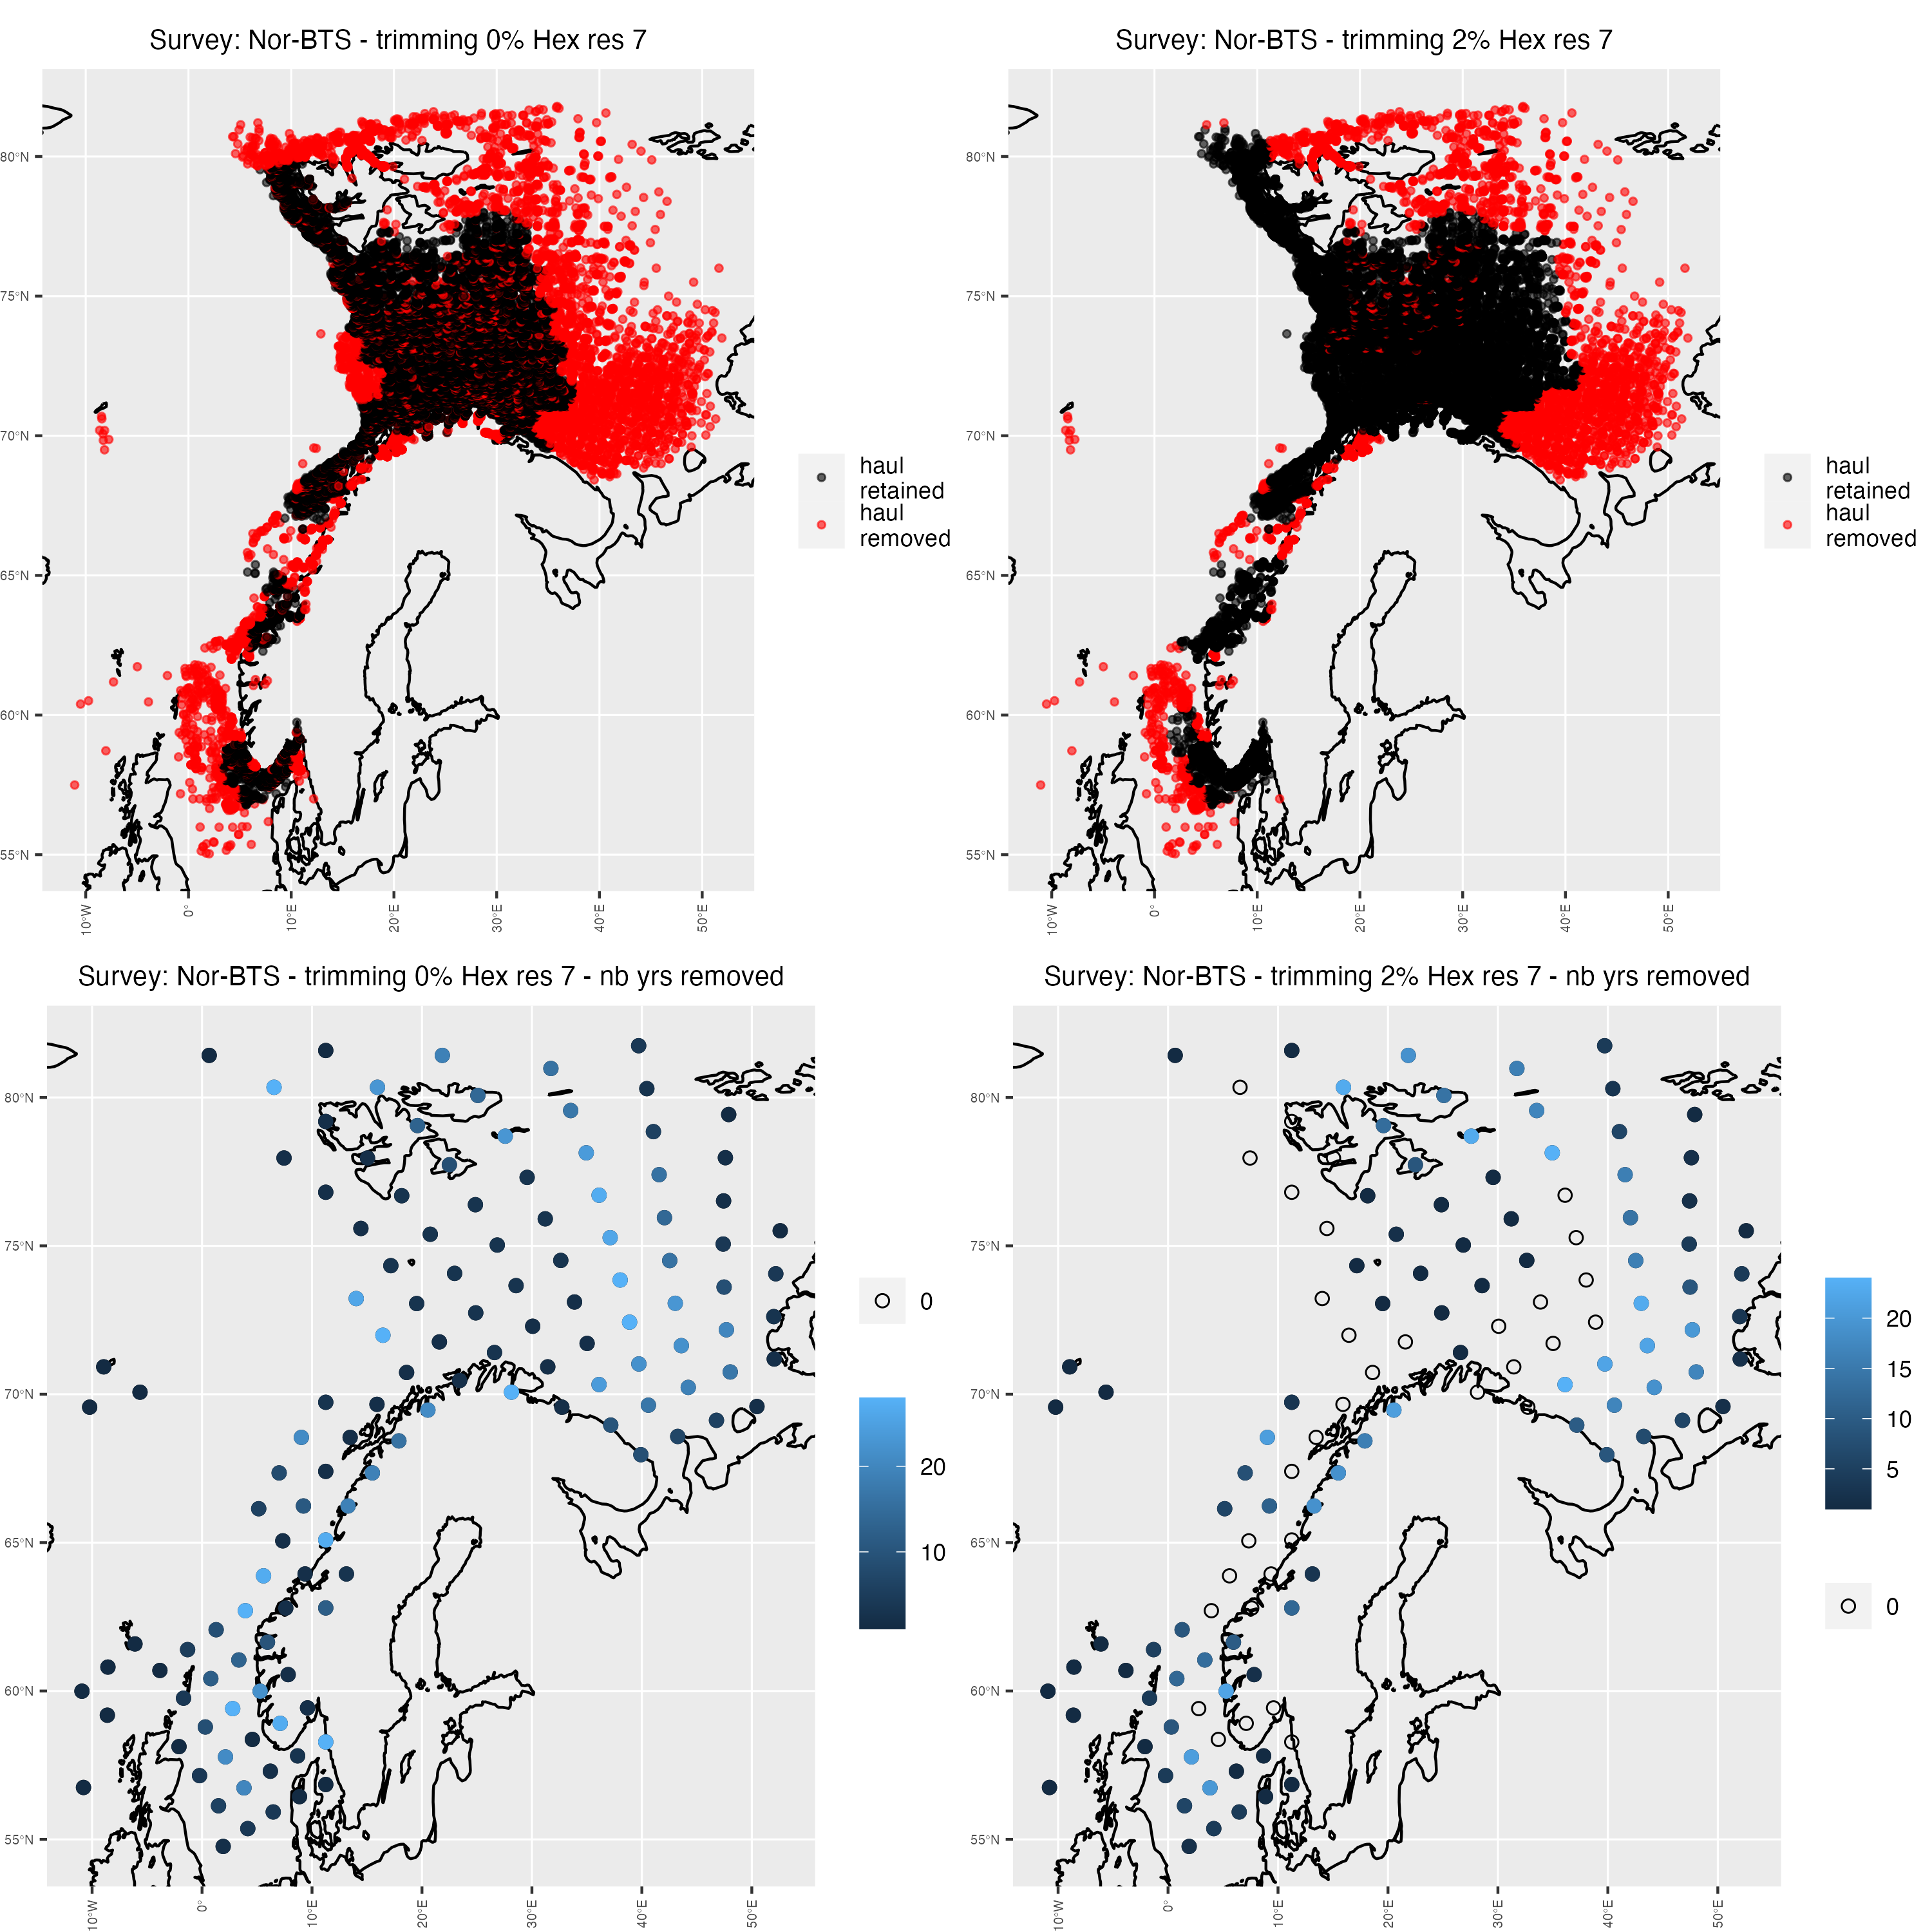 Survey: Nor-BTS - trimming 0% Hex res 7
80°N
75°N
70°N
65°N
60°N
55°N
10°W
0°
10°E
20°E
30°E
40°E
50°E
haul
retained
haul
removed
Survey: Nor-BTS - trimming 2% Hex res 7
80°N
75°N
70°N
65°N
60°N
55°N
10°W
0°
10°E
20°E
30°E
40°E
50°E
haul
retained
haul
removed
Survey: Nor-BTS - trimming 0% Hex res 7 - nb yrs removed
80°N
75°N
70°N
65°N
60°N
55°N
10°W
0°
10°E
20°E
30°E
40°E
50°E
0
20
10
Survey: Nor-BTS - trimming 2% Hex res 7 - nb yrs removed
80°N
75°N
70°N
65°N
60°N
55°N
10°W
0°
10°E
20°E
30°E
40°E
50°E
20
15
10
5
0